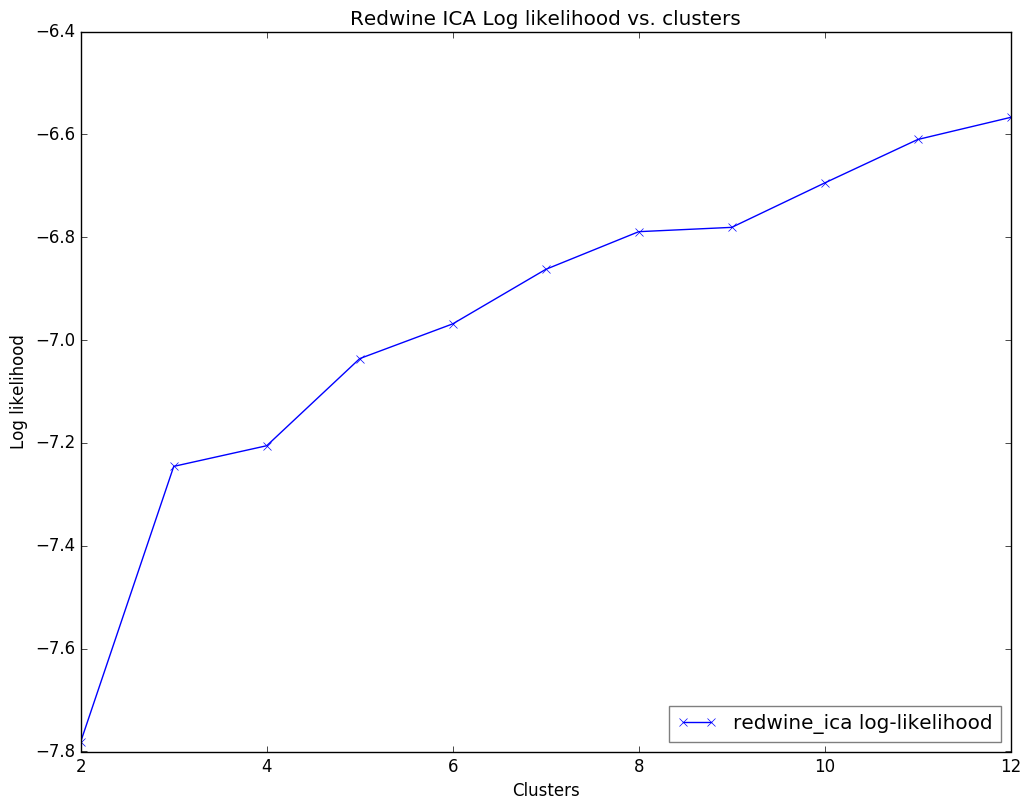 Redwine ICA Log likelihood vs. clusters
−6.4
−6.6
−6.8
−7.0
−7.2
−7.4
−7.6
−7.8
Log likelihood
redwine_ica log-likelihood
2 4 6 8 10 12
Clusters